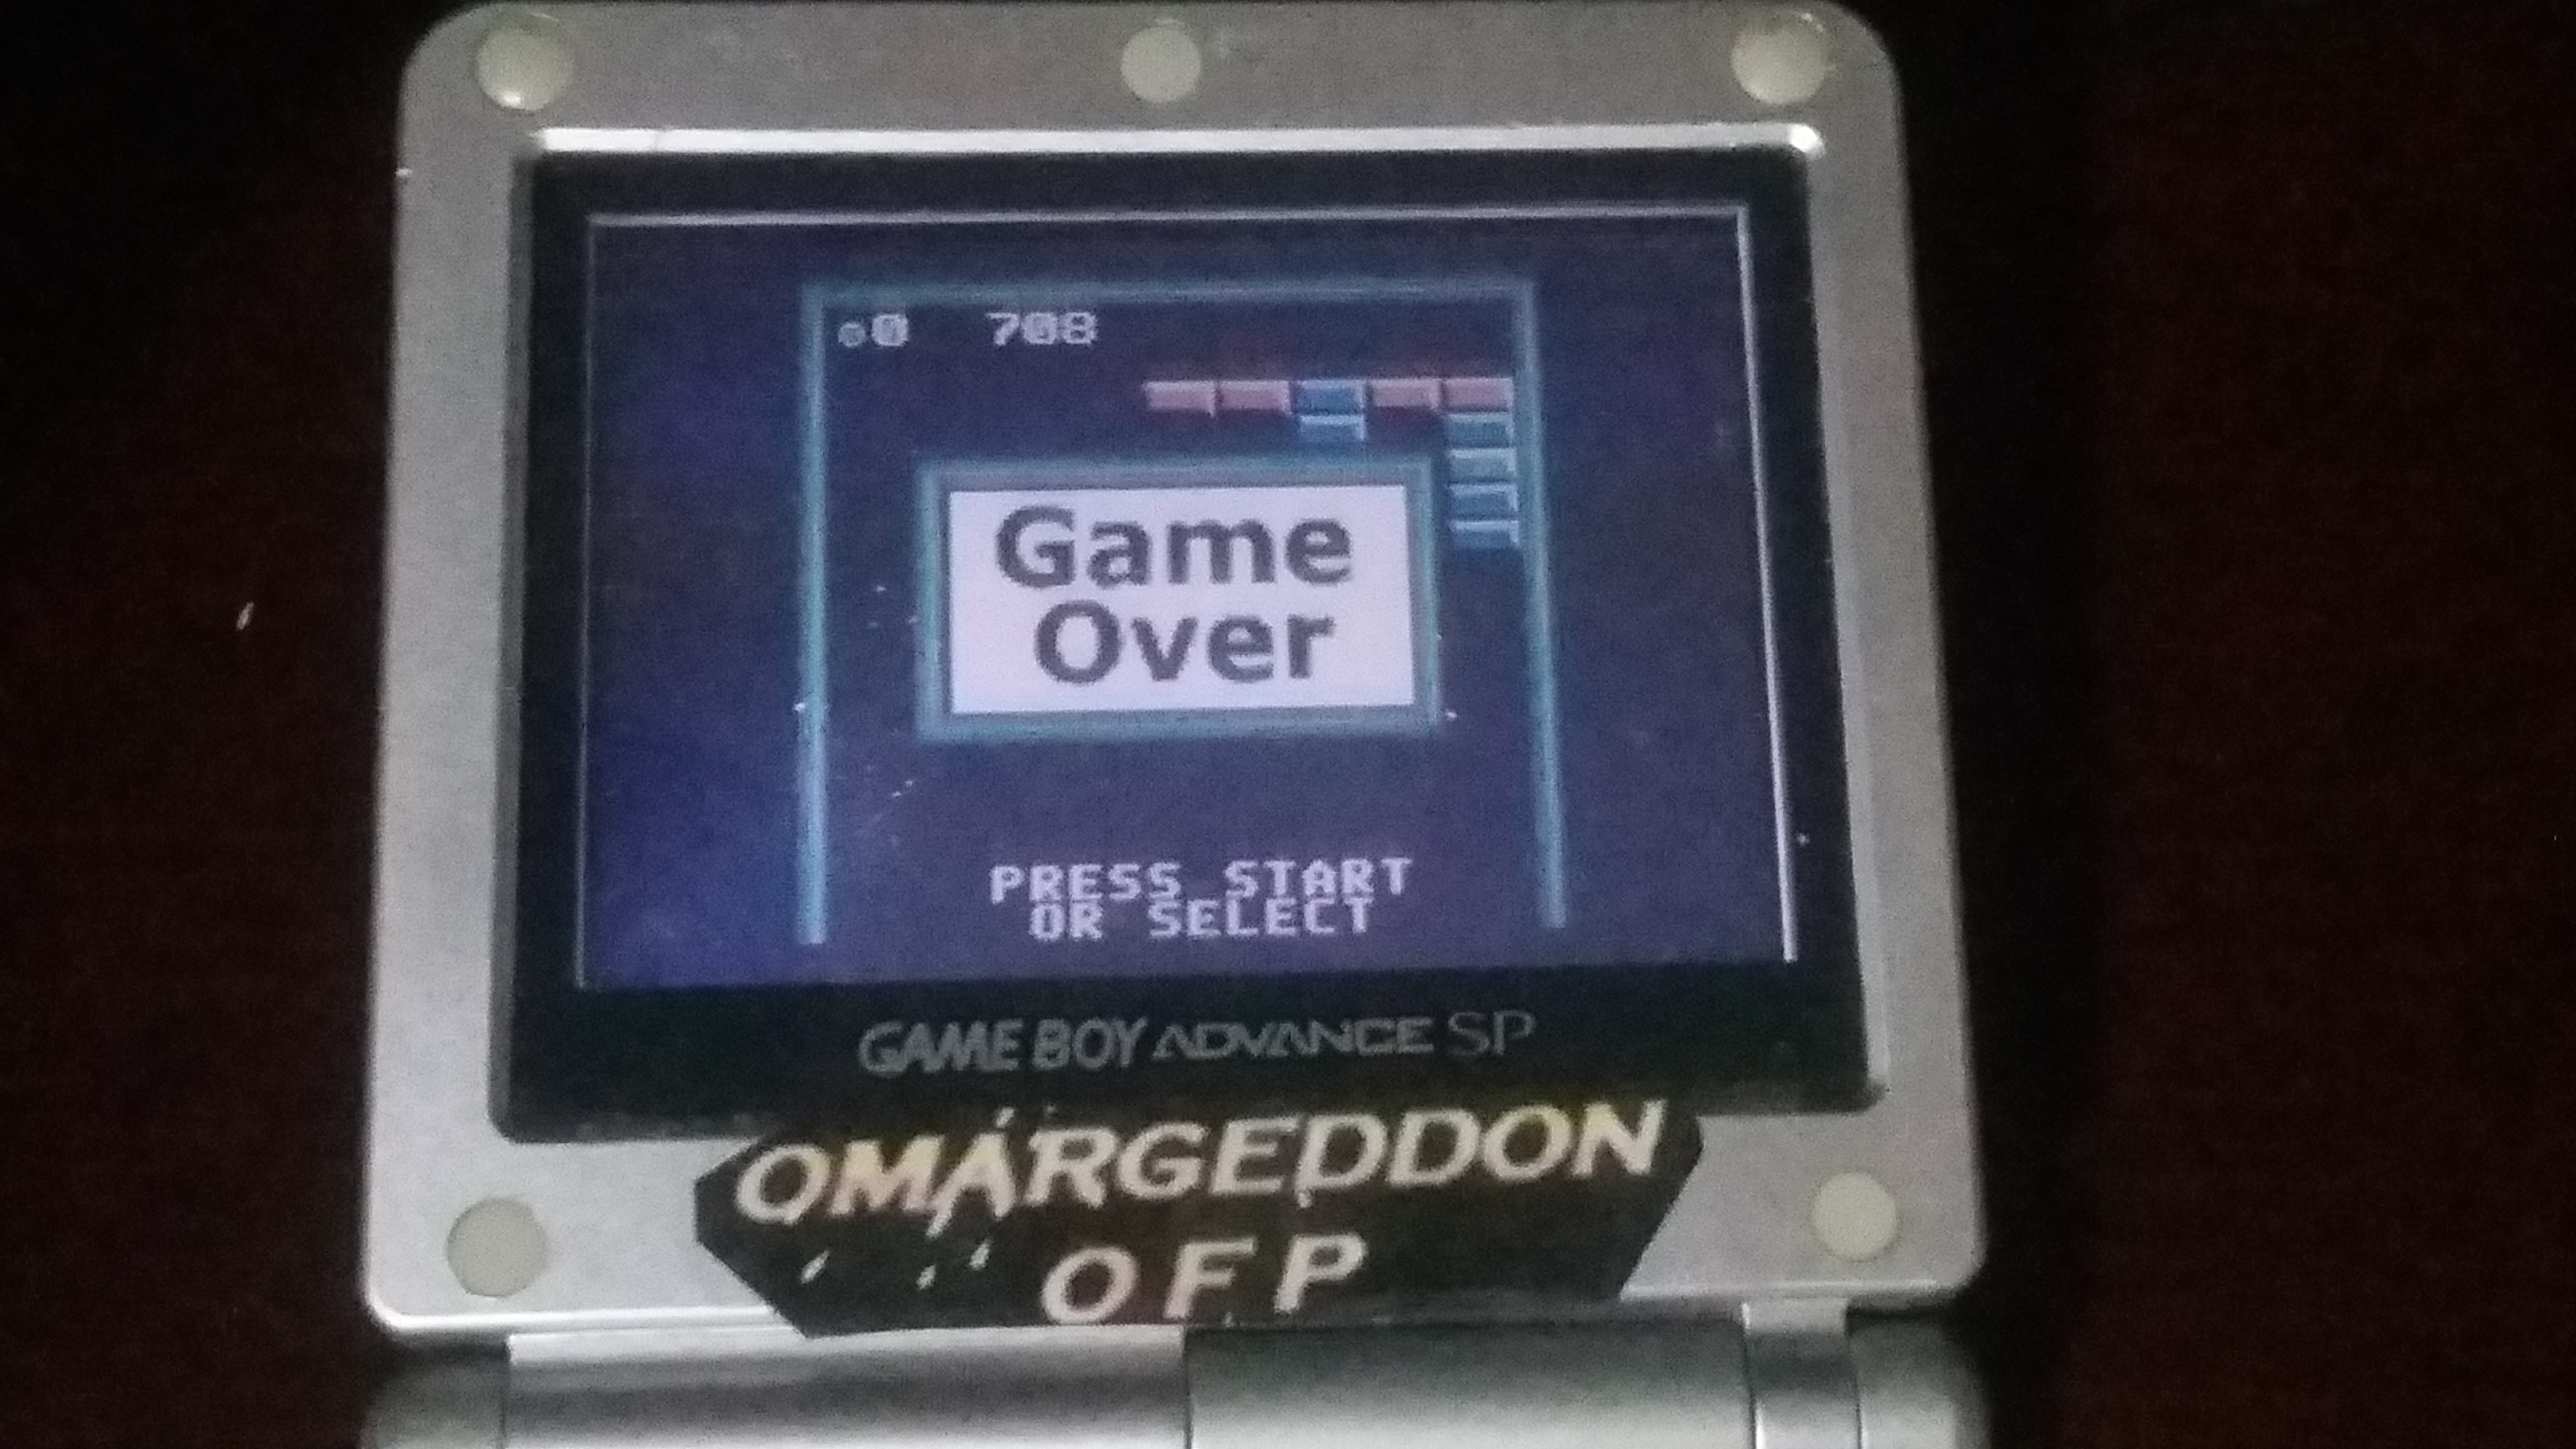 0 708
Game
Over
PRESS START
OR SELECT
GAME BOY ADVANCE SP
OMARGEDDON
OFP